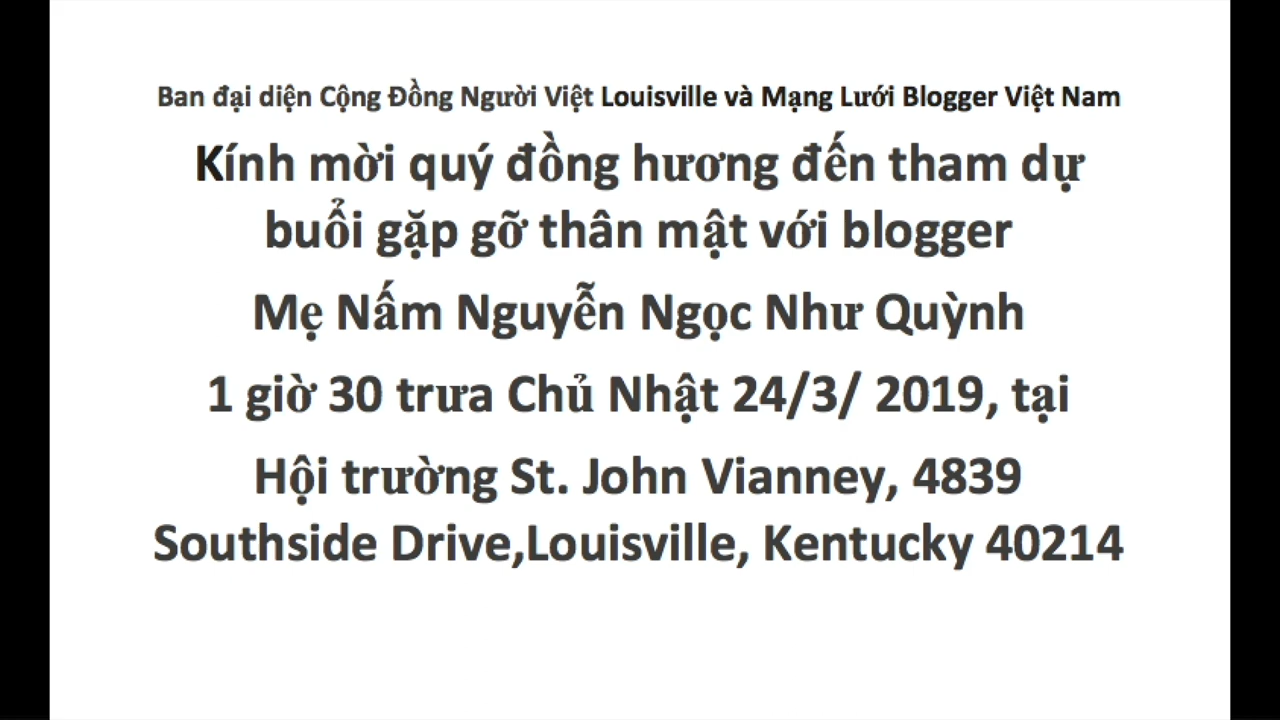 Ban đại diện Cộng Đồng Người Việt Louisville và Mạng Lưới Blogger Việt Nam
Kính mời quý đồng hương đến tham dự
buổi gặp gỡ thân mật với blogger
Mẹ Nấm Nguyễn Ngọc Như Quỳnh
1 giờ 30 trưa Chủ Nhật 24/3/ 2019, tại
Hội trường St. John Vianney, 4839
Southside Drive,Louisville, Kentucky 40214